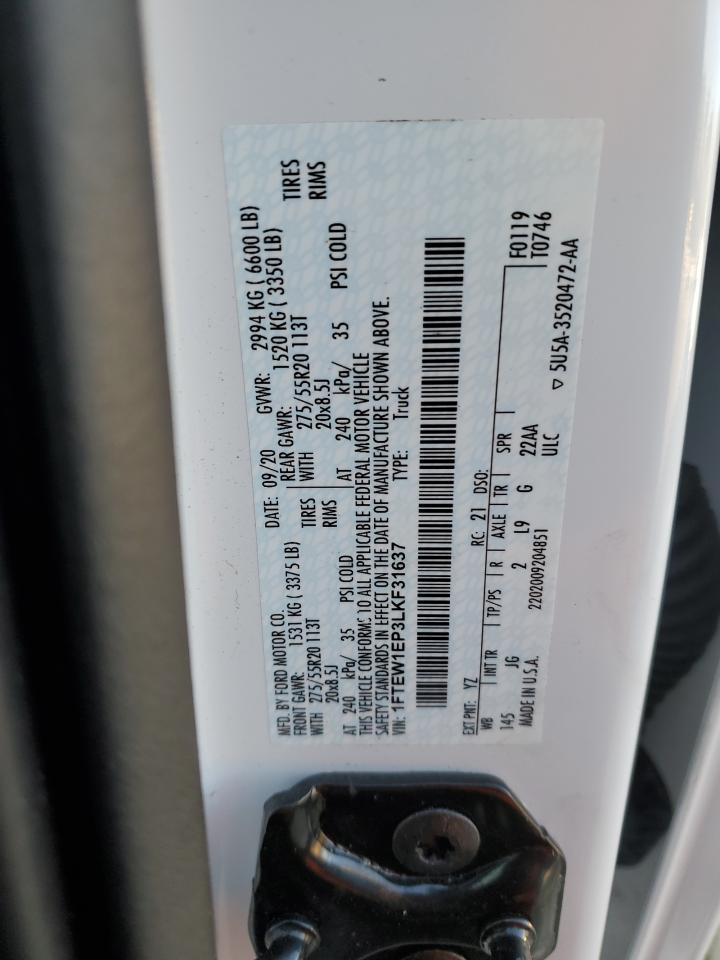 MFD. BY FORD MOTOR CO. DATE: 09/20 GVWR: 2994 KG ( 6600 LB)
FRONT GAWR: 1531 KG ( 3375 LB) REAR GAWR: 1520 KG ( 3350 LB)
WITH 275/55R20 113T TIRES WITH 275/55R20 113T TIRES
20x8.5J RIMS 20x8.5J RIMS
AT 240 kPa/ 35 PSI COLD AT 240 kPa/ 35 PSI COLD
THIS VEHICLE CONFORMS TO ALL APPLICABLE FEDERAL MOTOR VEHICLE
SAFETY STANDARDS IN EFFECT ON THE DATE OF MANUFACTURE SHOWN ABOVE.
VIN: 1FTEW1EP3LKF31637 TYPE: Truck
EXT PNT: YZ RC: 21 DSO:
WB INT TR TP/PS R AXLE TR SPR F0119
145 JG 2 L9 G 22AA T0746
MADE IN U.S.A. 2202009204851 ULC
▽ 5U5A-3520472-AA